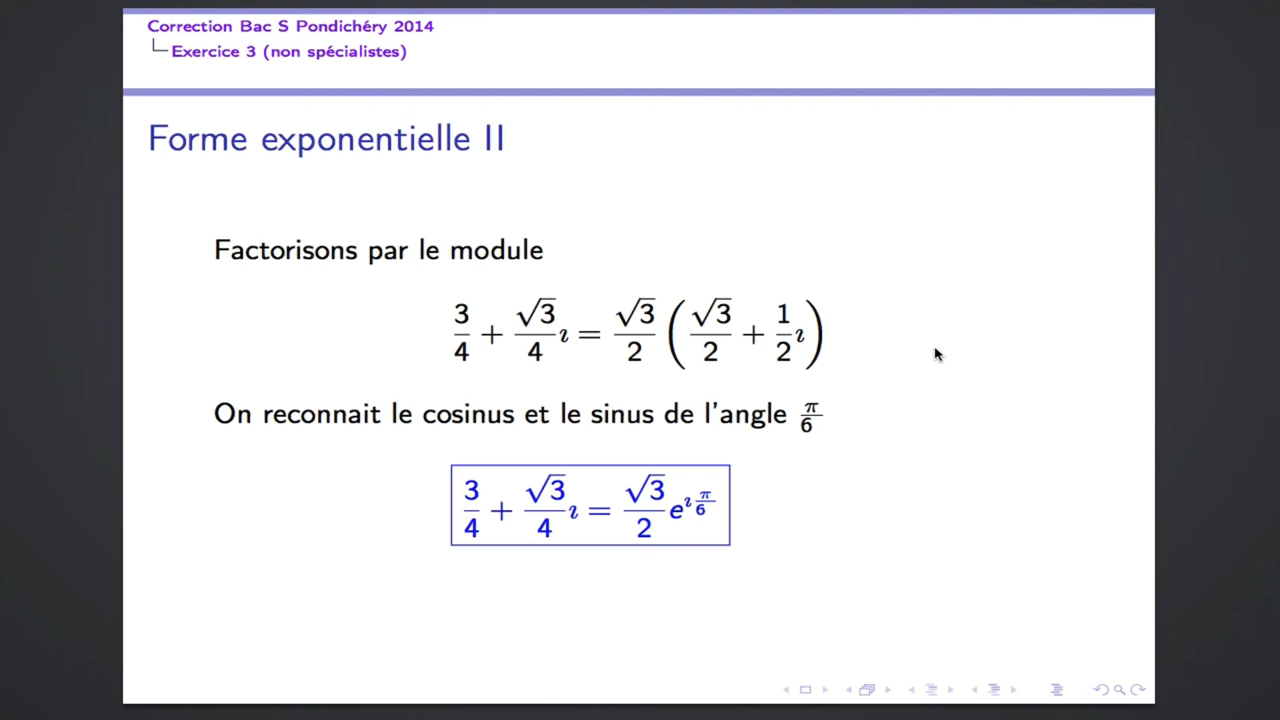 Correction Bac S Pondichéry 2014
Exercice 3 (non spécialistes)
Forme exponentielle II
Factorisons par le module
3/4 + √3/4 ı = √3/2 (√3/2 + 1/2 ı)
On reconnait le cosinus et le sinus de l'angle π/6
3/4 + √3/4 ı = √3/2 e^{ı π/6}